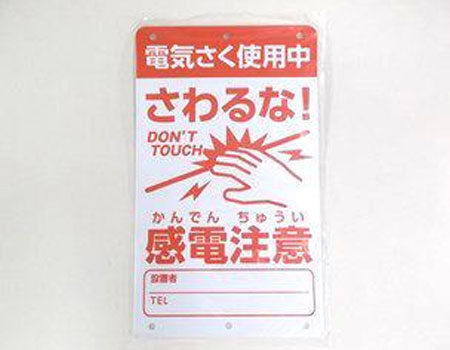 電気さく使用中
さわるな!
DON'T
TOUCH
かんでん ちゅうい
感電注意
設置者
TEL